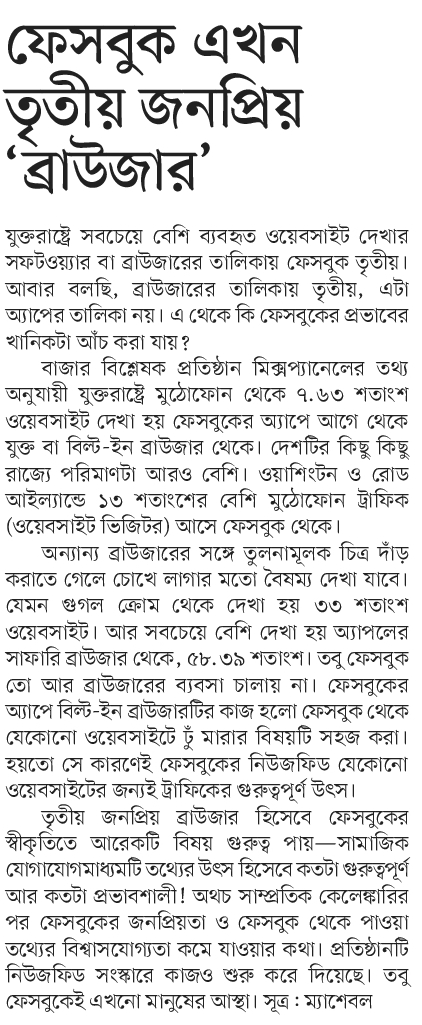 ফেসবুক এখন
তৃতীয় জনপ্রিয়
‘ব্রাউজার’
যুক্তরাষ্ট্রে সবচেয়ে বেশি ব্যবহৃত ওয়েবসাইট দেখার
সফটওয়্যার বা ব্রাউজারের তালিকায় ফেসবুক তৃতীয়।
আবার বলছি, ব্রাউজারের তালিকায় তৃতীয়, এটা
অ্যাপের তালিকা নয়। এ থেকে কি ফেসবুকের প্রভাবের
খানিকটা আঁচ করা যায়?
বাজার বিশ্লেষক প্রতিষ্ঠান মিক্সপ্যানেলের তথ্য
অনুযায়ী যুক্তরাষ্ট্রে মুঠোফোন থেকে ৭.৬৩ শতাংশ
ওয়েবসাইট দেখা হয় ফেসবুকের অ্যাপে আগে থেকে
যুক্ত বা বিল্ট-ইন ব্রাউজার থেকে। দেশটির কিছু কিছু
রাজ্যে পরিমাণটা আরও বেশি। ওয়াশিংটন ও রোড
আইল্যান্ডে ১৩ শতাংশের বেশি মুঠোফোন ট্রাফিক
(ওয়েবসাইট ভিজিটর) আসে ফেসবুক থেকে।
অন্যান্য ব্রাউজারের সঙ্গে তুলনামূলক চিত্র দাঁড়
করাতে গেলে চোখে লাগার মতো বৈষম্য দেখা যাবে।
যেমন গুগল ক্রোম থেকে দেখা হয় ৩৩ শতাংশ
ওয়েবসাইট। আর সবচেয়ে বেশি দেখা হয় অ্যাপলের
সাফারি ব্রাউজার থেকে, ৫৮.৩৯ শতাংশ। তবু ফেসবুক
তো আর ব্রাউজারের ব্যবসা চালায় না। ফেসবুকের
অ্যাপে বিল্ট-ইন ব্রাউজারটির কাজ হলো ফেসবুক থেকে
যেকোনো ওয়েবসাইটে ঢুঁ মারার বিষয়টি সহজ করা।
হয়তো সে কারণেই ফেসবুকের নিউজফিড যেকোনো
ওয়েবসাইটের জন্যই ট্রাফিকের গুরুত্বপূর্ণ উৎস।
তৃতীয় জনপ্রিয় ব্রাউজার হিসেবে ফেসবুকের
স্বীকৃতিতে আরেকটি বিষয় গুরুত্ব পায়—সামাজিক
যোগাযোগমাধ্যমটি তথ্যের উৎস হিসেবে কতটা গুরুত্বপূর্ণ
আর কতটা প্রভাবশালী! অথচ সাম্প্রতিক কেলেঙ্কারির
পর ফেসবুকের জনপ্রিয়তা ও ফেসবুক থেকে পাওয়া
তথ্যের বিশ্বাসযোগ্যতা কমে যাওয়ার কথা। প্রতিষ্ঠানটি
নিউজফিড সংস্কারে কাজও শুরু করে দিয়েছে। তবু
ফেসবুকেই এখনো মানুষের আস্থা। সূত্র : ম্যাশেবল